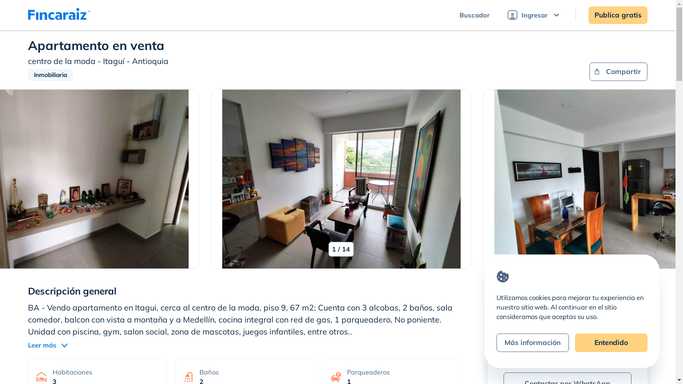 Fincaraiz
Buscador
Ingresar
Publica gratis
Apartamento en venta
centro de la moda - Itaguí - Antioquia
Inmobiliaria
Compartir
1 / 14
Descripción general
BA - Vendo apartamento en Itagui, cerca al centro de la moda, piso 9, 67 m2; Cuenta con 3 alcobas, 2 baños, sala
comedor, balcon con vista a montaña y a Medellín, cocina integral con red de gas, 1 parqueadero, No poniente.
Unidad con piscina, gym, salon social, zona de mascotas, juegos infantiles, entre otros..
Leer más
Habitaciones
3
Baños
2
Parqueaderos
1
Utilizamos cookies para mejorar tu experiencia en
nuestro sitio web. Al continuar en el sitio
consideramos que aceptas su uso.
Más información
Entendido
Contactar por WhatsApp